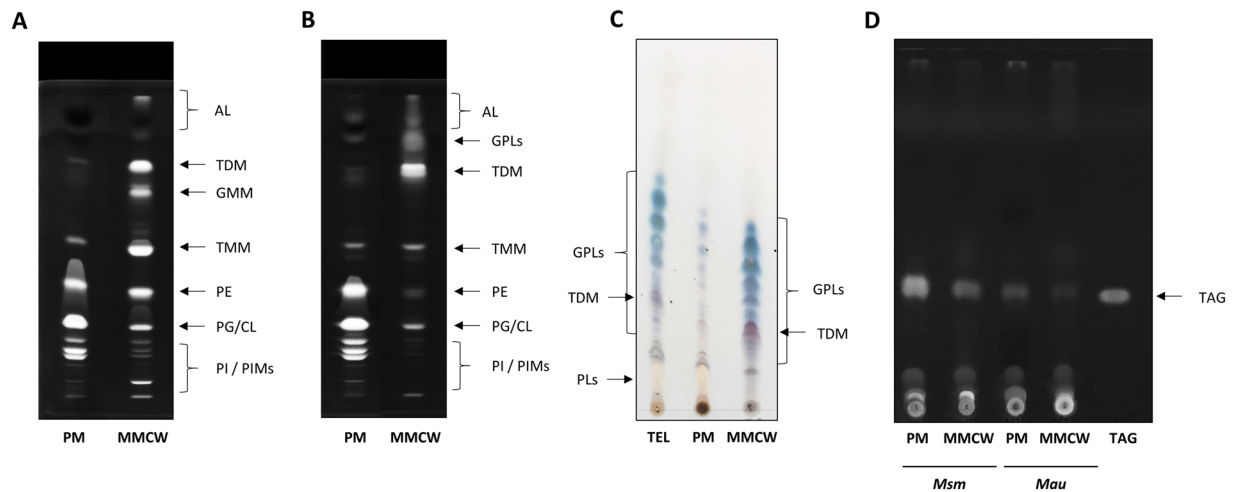 A
AL
TDM
GMM
TMM
PE
PG/CL
PI / PIMs
PM MMCW
B
AL
GPLs
TDM
TMM
PE
PG/CL
PI / PIMs
PM MMCW
C
GPLs
TDM
PLs
GPLs
TDM
TEL PM MMCW
D
TAG
PM MMCW PM MMCW TAG
Msm Mau